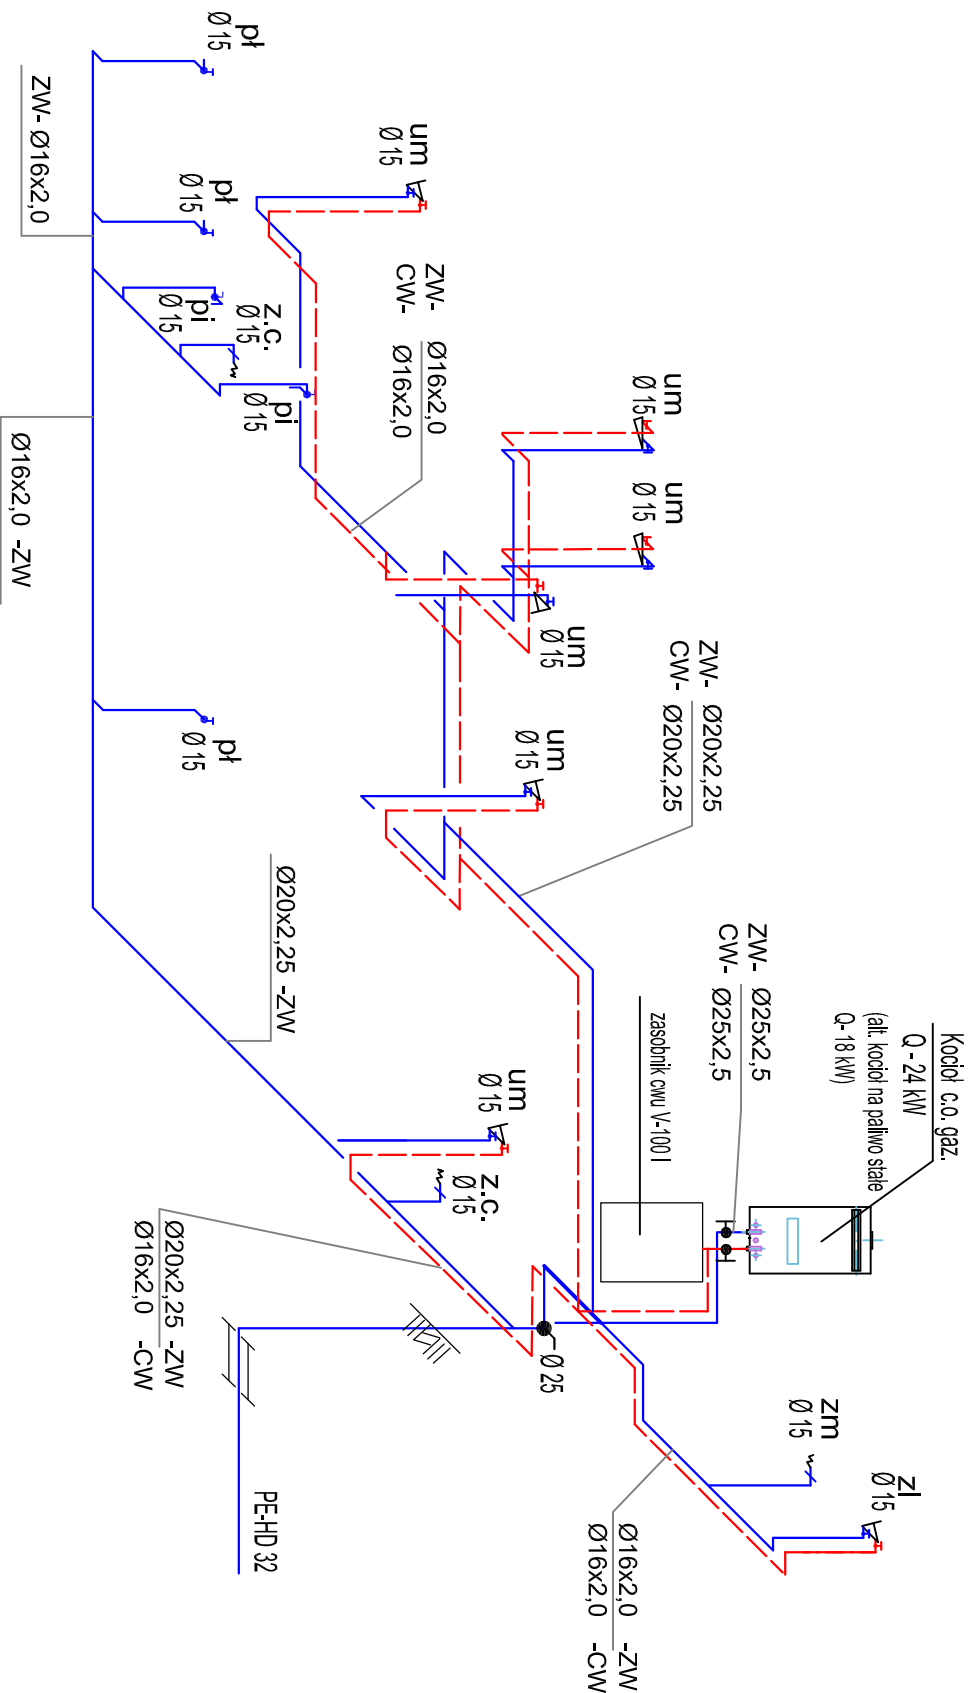 Kocioł c.o. gaz.
Q - 24 kW
(alt. kocioł na paliwo stałe
Q- 18 kW)
zl
Ø 15
zm
Ø 15
ZW- Ø25x2,5
CW- Ø25x2,5
zasobnik cwu V-100 l
ZW- Ø20x2,25
CW- Ø20x2,25
um
Ø 15
um
Ø 15
um
Ø 15
um
Ø 15
Ø16x2,0 -ZW
Ø16x2,0 -CW
Ø 25
um
Ø 15
z.c.
Ø 15
um
Ø 15
ZW- Ø16x2,0
CW- Ø16x2,0
pi
Ø 15
z.c.
Ø 15
pi
Ø 15
Ø20x2,25 -ZW
PE-HD 32
pł
Ø 15
pł
Ø 15
pł
Ø 15
Ø20x2,25 -ZW
Ø16x2,0 -CW
ZW- Ø16x2,0
Ø16x2,0 -ZW